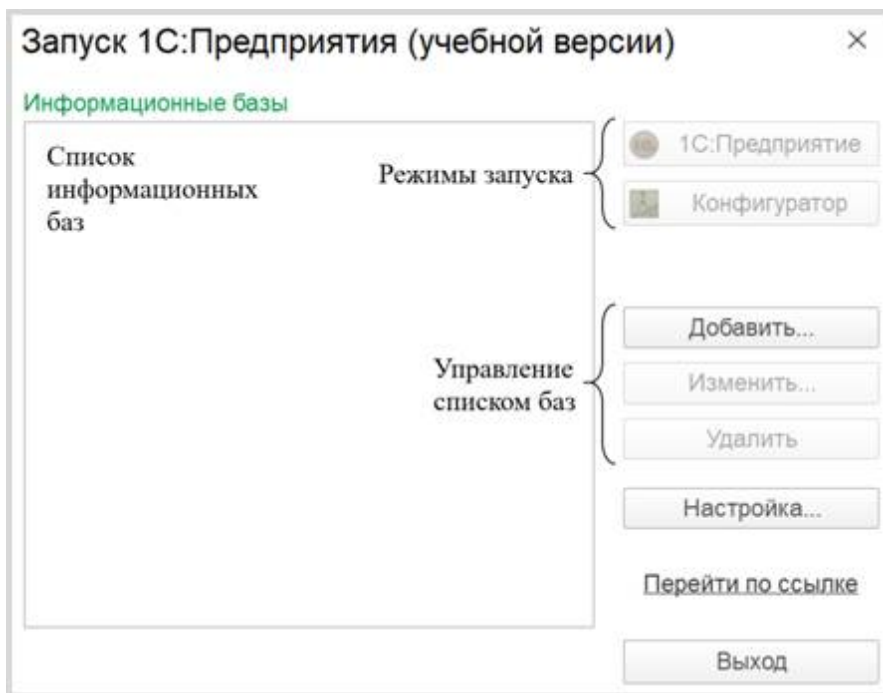 Запуск 1С:Предприятия (учебной версии)
Информационные базы
Список
информационных
баз
Режимы запуска
1С:Предприятие
Конфигуратор
Управление
списком баз
Добавить...
Изменить...
Удалить
Настройка...
Перейти по ссылке
Выход